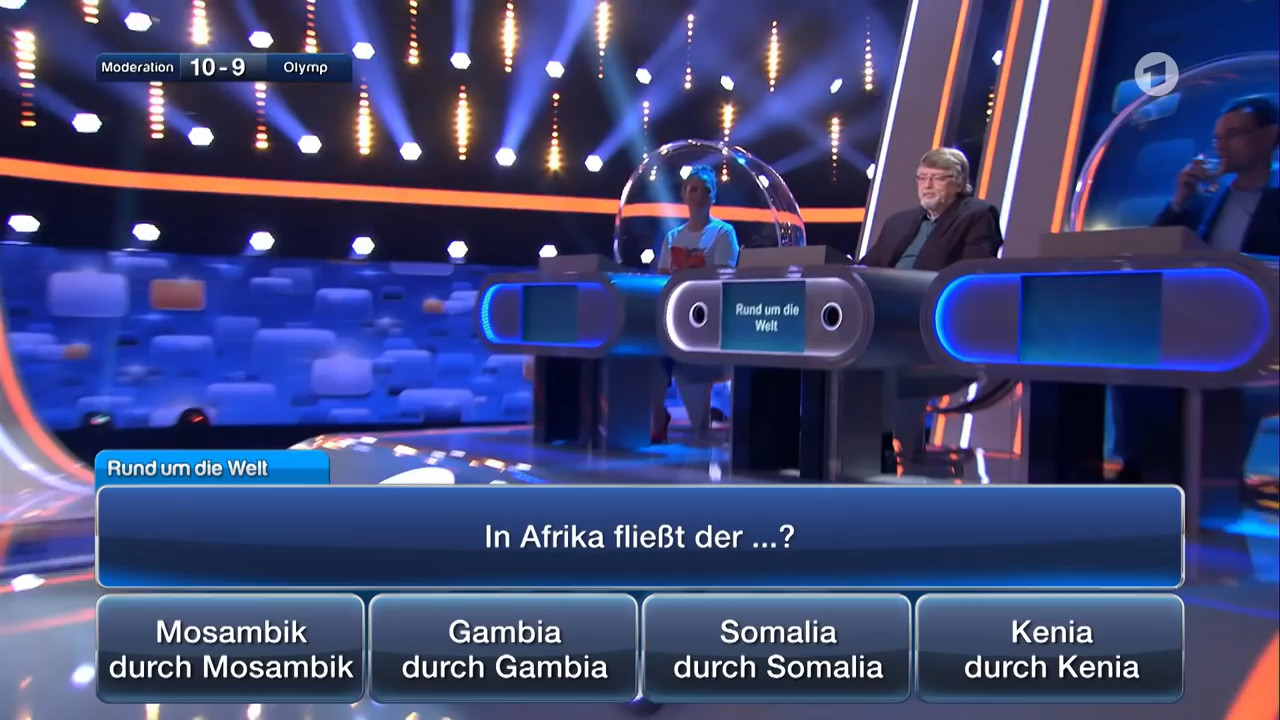 Moderation 10-9 Olymp
1
Rund um die
Welt
Rund um die Welt
In Afrika fließt der ...?
Mosambik
durch Mosambik
Gambia
durch Gambia
Somalia
durch Somalia
Kenia
durch Kenia